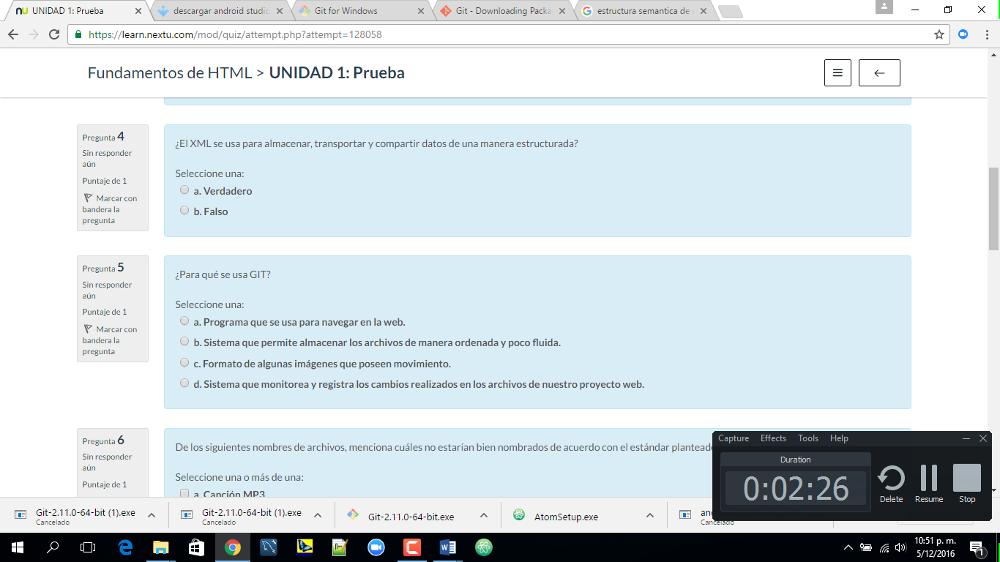 UNIDAD 1: Prueba
descargar android studio
Git for Windows
Git - Downloading Packa
estructura semantica de
https://learn.nextu.com/mod/quiz/attempt.php?attempt=128058
Fundamentos de HTML > UNIDAD 1: Prueba
Pregunta 4
Sin responder
aún
Puntaje de 1
Marcar con
bandera la
pregunta
¿El XML se usa para almacenar, transportar y compartir datos de una manera estructurada?
Seleccione una:
a. Verdadero
b. Falso
Pregunta 5
Sin responder
aún
Puntaje de 1
Marcar con
bandera la
pregunta
¿Para qué se usa GIT?
Seleccione una:
a. Programa que se usa para navegar en la web.
b. Sistema que permite almacenar los archivos de manera ordenada y poco fluida.
c. Formato de algunas imágenes que poseen movimiento.
d. Sistema que monitorea y registra los cambios realizados en los archivos de nuestro proyecto web.
Pregunta 6
Sin responder
aún
Puntaje de 1
De los siguientes nombres de archivos, menciona cuáles no estarían bien nombrados de acuerdo con el estándar planteado
Seleccione una o más de una:
a. Canción MP3
Capture Effects Tools Help
Duration
0:02:26
Delete Resume Stop
Git-2.11.0-64-bit (1).exe
Cancelado
Git-2.11.0-64-bit (1).exe
Cancelado
Git-2.11.0-64-bit.exe
AtomSetup.exe
Cancelado
10:51 p. m.
5/12/2016
1